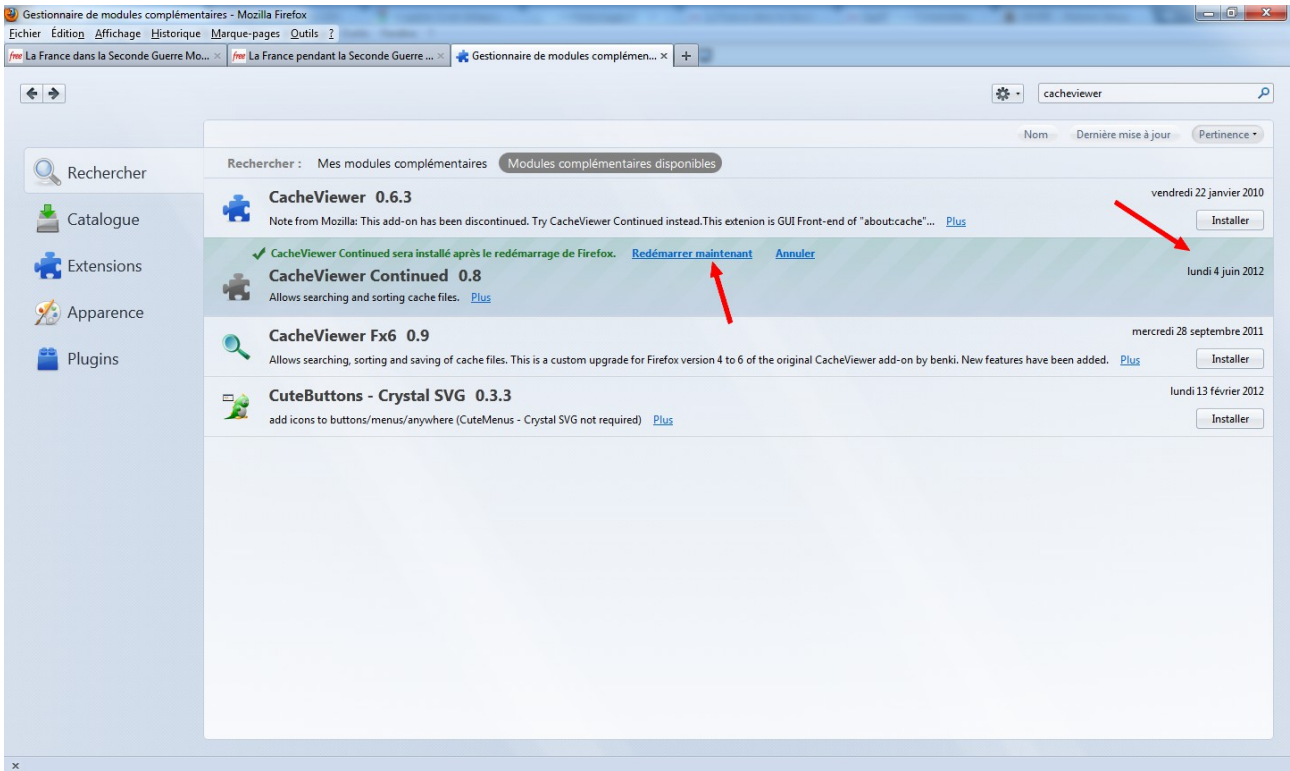 Gestionnaire de modules complémentaires - Mozilla Firefox
Fichier Édition Affichage Historique Marque-pages Outils ?
free La France dans la Seconde Guerre Mo... × free La France pendant la Seconde Guerre ... × Gestionnaire de modules complémen... × +
cacheviewer
Nom Dernière mise à jour Pertinence
Rechercher
Catalogue
Extensions
Apparence
Plugins
Rechercher : Mes modules complémentaires Modules complémentaires disponibles
CacheViewer 0.6.3 vendredi 22 janvier 2010
Note from Mozilla: This add-on has been discontinued. Try CacheViewer Continued instead.This extenion is GUI Front-end of "about:cache"... Plus Installer
CacheViewer Continued sera installé après le redémarrage de Firefox. Redémarrer maintenant Annuler
CacheViewer Continued 0.8 lundi 4 juin 2012
Allows searching and sorting cache files. Plus
CacheViewer Fx6 0.9 mercredi 28 septembre 2011
Allows searching, sorting and saving of cache files. This is a custom upgrade for Firefox version 4 to 6 of the original CacheViewer add-on by benki. New features have been added. Plus Installer
CuteButtons - Crystal SVG 0.3.3 lundi 13 février 2012
add icons to buttons/menus/anywhere (CuteMenus - Crystal SVG not required) Plus Installer
×